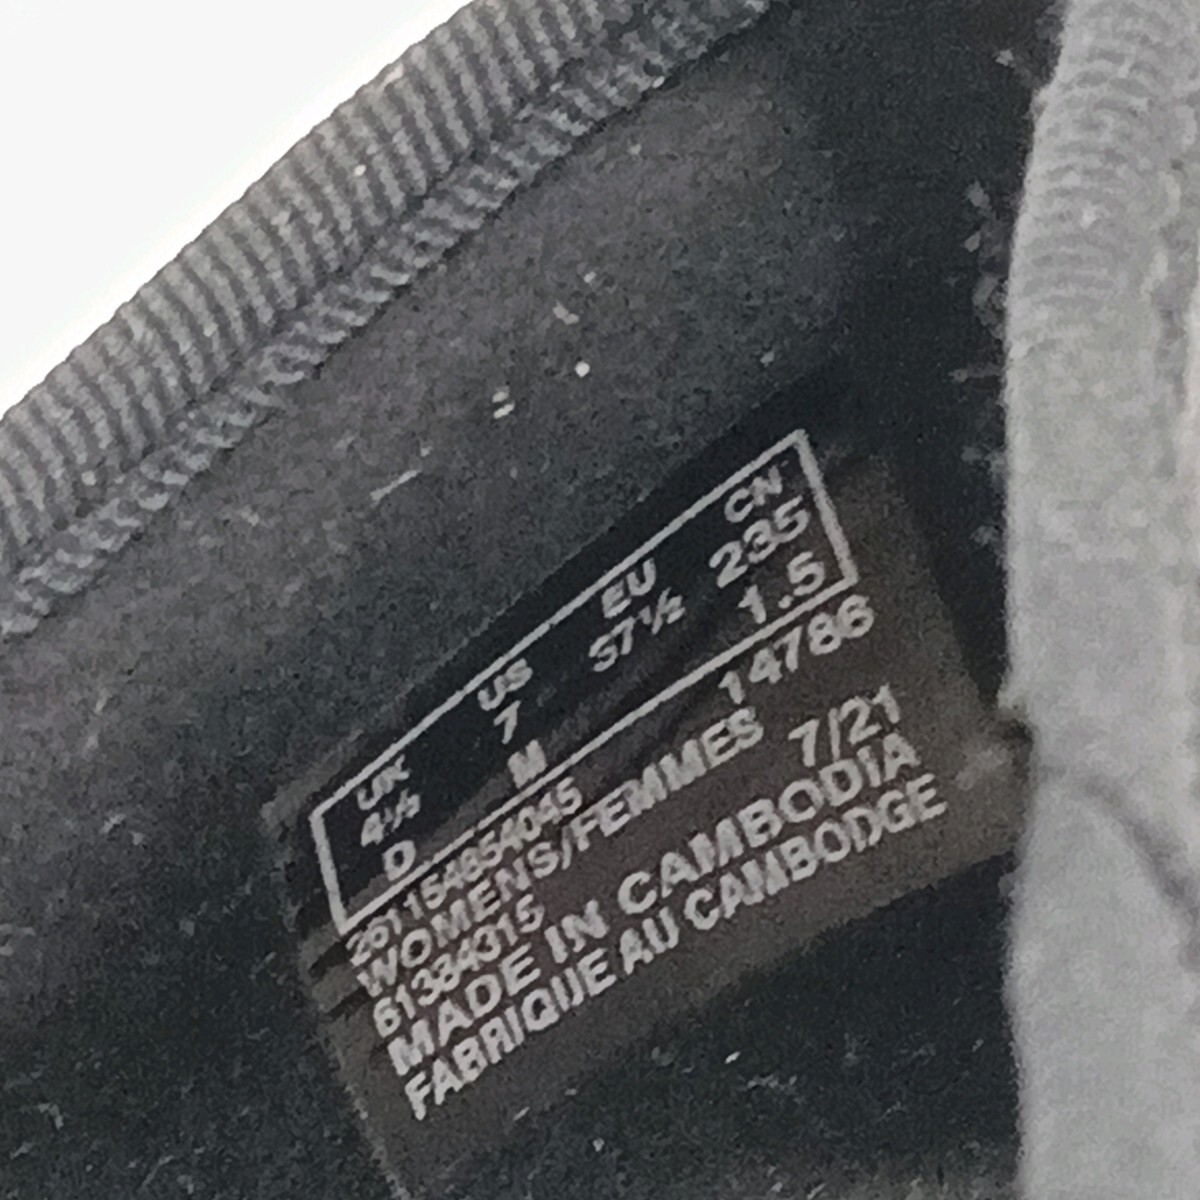 UK US EU CN
4½ 7 37½ 235
D M 1.5
261154854045 14786
WOMENS/FEMMES
61384315 7/21
MADE IN CAMBODIA
FABRIQUE AU CAMBODGE